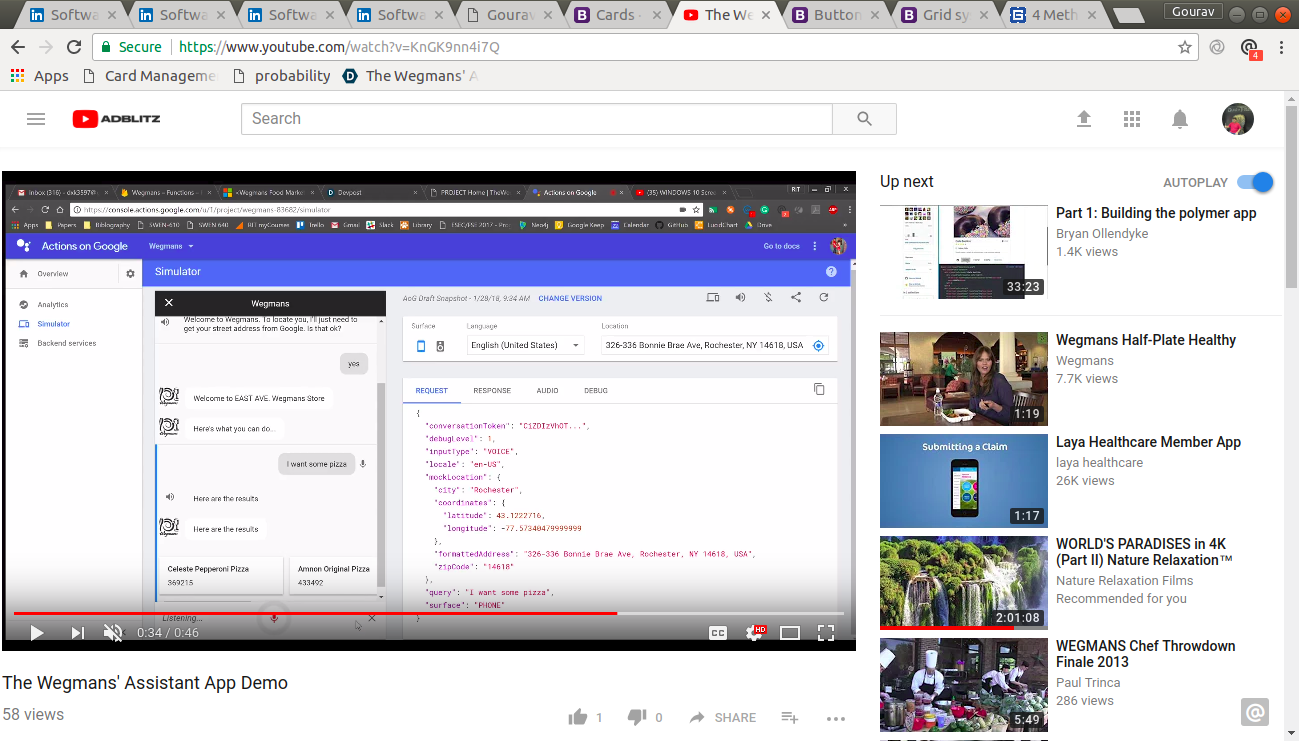 Softwa
Softwa
Softwa
Softwa
Gourav
Cards
The We
Button
Grid sy
4 Meth
Gourav
Secure
https://www.youtube.com/watch?v=KnGK9nn4i7Q
4
Apps
Card Manageme
probability
The Wegmans' A
ADBLITZ
Search
Inbox (316) - dxk3597@
Wegmans – Functions –
Wegmans Food Market
Devpost
PROJECT Home | TheWe
Actions on Google
(35) WINDOWS 10 Scree
RIT
https://console.actions.google.com/u/1/project/wegmans-83682/simulator
Apps
Papers
Bibliography
SWEN-610
SWEN 640
RIT myCourses
Trello
Gmail
Slack
Library
ESEC/FSE 2017 - Pro
Neo4j
Google Keep
Calendar
GitHub
LucidChart
Drive
Actions on Google
Wegmans
Go to docs
Overview
Simulator
Analytics
Simulator
Backend services
Wegmans
Welcome to Wegmans. To locate you, I'll just need to
get your street address from Google. Is that ok?
yes
Welcome to EAST AVE. Wegmans Store
Here's what you can do...
I want some pizza
Here are the results
Here are the results
Celeste Pepperoni Pizza
369215
Amnon Original Pizza
433492
Listening...
AoG Draft Snapshot - 1/28/18, 9:34 AM
CHANGE VERSION
Surface
Language
Location
English (United States)
326-336 Bonnie Brae Ave, Rochester, NY 14618, USA
REQUEST
RESPONSE
AUDIO
DEBUG
{
"conversationToken": "CiZDIzVhOT...",
"debugLevel": 1,
"inputType": "VOICE",
"locale": "en-US",
"mockLocation": {
"city": "Rochester",
"coordinates": {
"latitude": 43.1222716,
"longitude": -77.57340479999999
},
"formattedAddress": "326-336 Bonnie Brae Ave, Rochester, NY 14618, USA",
"zipCode": "14618"
},
"query": "I want some pizza",
"surface": "PHONE"
}
0:34 / 0:46
CC
HD
The Wegmans' Assistant App Demo
58 views
1
0
SHARE
Up next
AUTOPLAY
33:23
Part 1: Building the polymer app
Bryan Ollendyke
1.4K views
1:19
Wegmans Half-Plate Healthy
Wegmans
7.7K views
Submitting a Claim
1:17
Laya Healthcare Member App
laya healthcare
26K views
2:01:08
WORLD'S PARADISES in 4K
(Part II) Nature Relaxation™
Nature Relaxation Films
Recommended for you
5:49
WEGMANS Chef Throwdown
Finale 2013
Paul Trinca
286 views
@